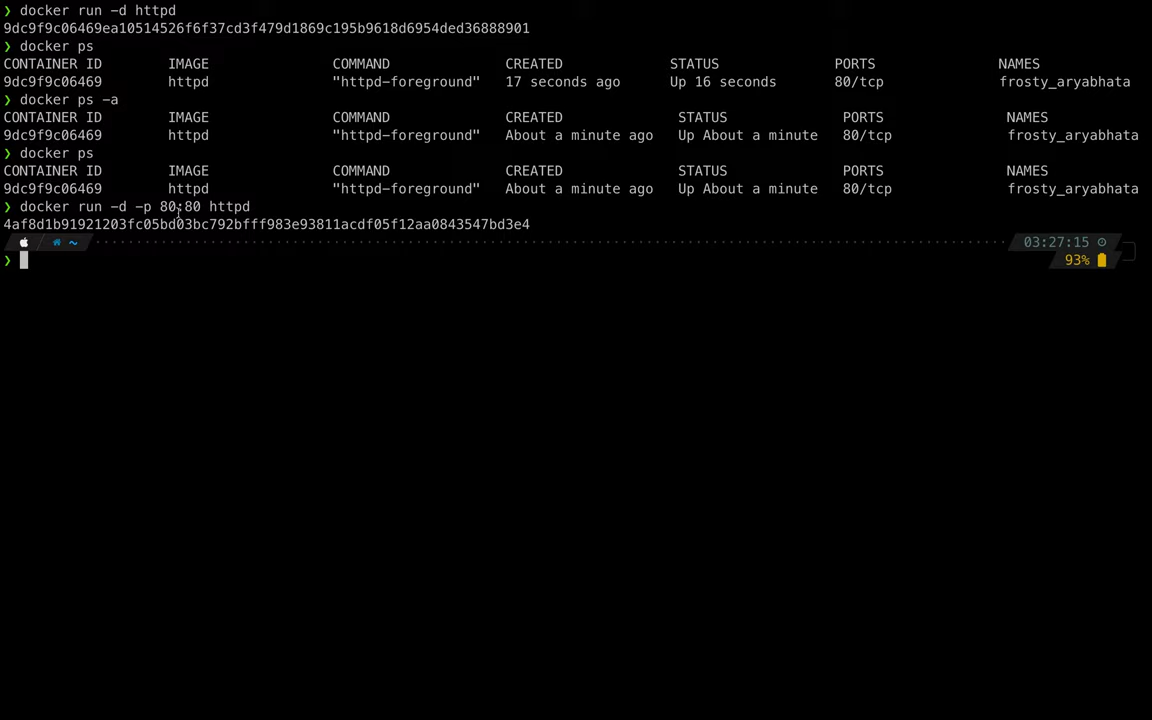 ❯ docker run -d httpd
9dc9f9c06469ea10514526f6f37cd3f479d1869c195b9618d6954ded36888901
❯ docker ps
CONTAINER ID IMAGE COMMAND CREATED STATUS PORTS NAMES
9dc9f9c06469 httpd "httpd-foreground" 17 seconds ago Up 16 seconds 80/tcp frosty_aryabhata
❯ docker ps -a
CONTAINER ID IMAGE COMMAND CREATED STATUS PORTS NAMES
9dc9f9c06469 httpd "httpd-foreground" About a minute ago Up About a minute 80/tcp frosty_aryabhata
❯ docker ps
CONTAINER ID IMAGE COMMAND CREATED STATUS PORTS NAMES
9dc9f9c06469 httpd "httpd-foreground" About a minute ago Up About a minute 80/tcp frosty_aryabhata
❯ docker run -d -p 80:80 httpd
4af8d1b91921203fc05bd03bc792bfff983e93811acdf05f12aa0843547bd3e4
~ 03:27:15
❯ 93%